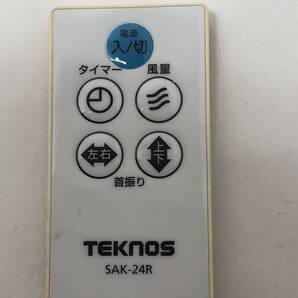 電源
入/切
タイマー 風量
左右 上下
首振り
TEKNOS
SAK-24R